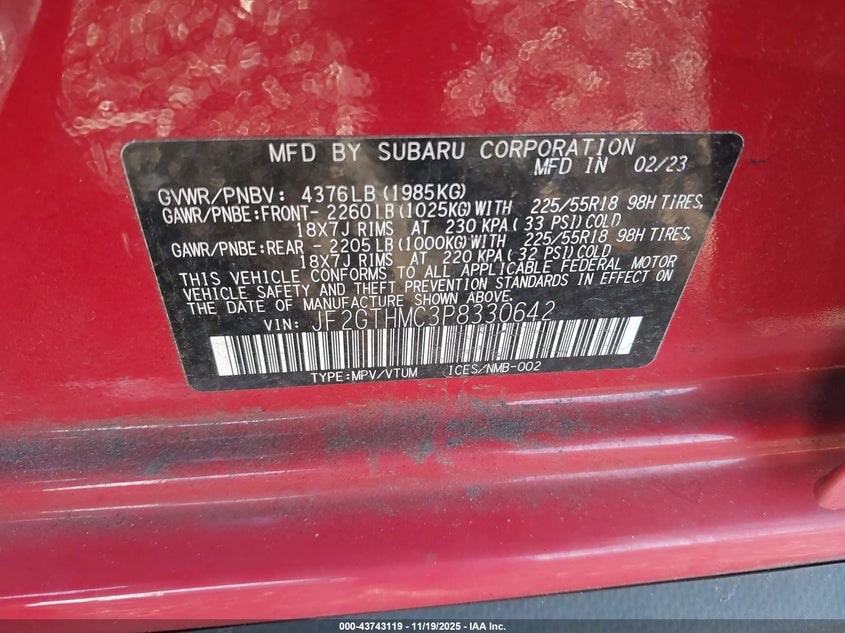 MFD BY SUBARU CORPORATION
MFD IN 02/23
GVWR/PNBV: 4376LB (1985KG)
GAWR/PNBE:FRONT- 2260LB (1025KG) WITH 225/55R18 98H TIRES,
18X7J RIMS AT 230 KPA (33 PSI) COLD
GAWR/PNBE:REAR - 2205LB (1000KG) WITH 225/55R18 98H TIRES,
18X7J RIMS AT 220 KPA (32 PSI) COLD
THIS VEHICLE CONFORMS TO ALL APPLICABLE FEDERAL MOTOR
VEHICLE SAFETY AND THEFT PREVENTION STANDARDS IN EFFECT ON
THE DATE OF MANUFACTURE SHOWN ABOVE.
VIN: JF2GTHMC3P8330642
TYPE:MPV/VTUM ICES/NMB-002
000-43743119 - 11/19/2025 - IAA Inc.